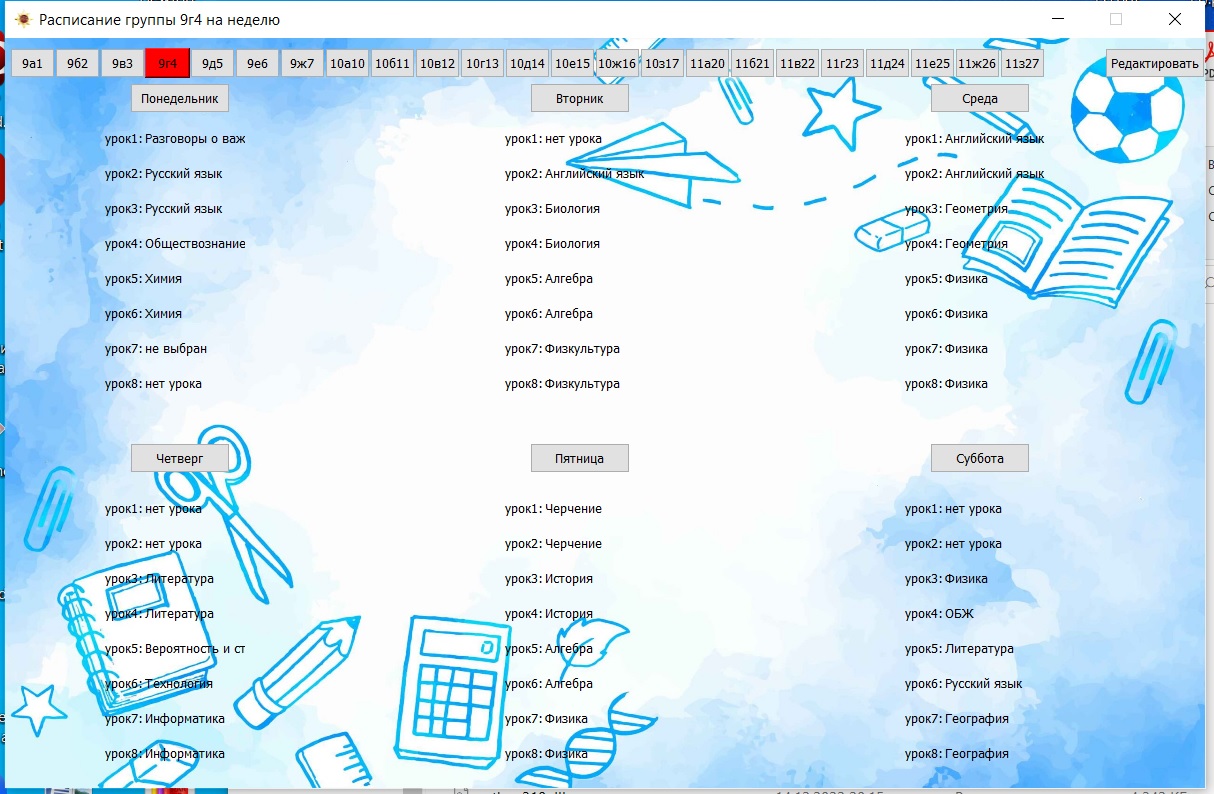 Расписание группы 9г4 на неделю
9а1 9б2 9в3 9г4 9д5 9е6 9ж7 10а10 10б11 10в12 10г13 10д14 10е15 10ж16 10з17 11а20 11б21 11в22 11г23 11д24 11е25 11ж26 11з27 Редактировать
Понедельник
урок1: Разговоры о важ
урок2: Русский язык
урок3: Русский язык
урок4: Обществознание
урок5: Химия
урок6: Химия
урок7: не выбран
урок8: нет урока
Вторник
урок1: нет урока
урок2: Английский язык
урок3: Биология
урок4: Биология
урок5: Алгебра
урок6: Алгебра
урок7: Физкультура
урок8: Физкультура
Среда
урок1: Английский язык
урок2: Английский язык
урок3: Геометрия
урок4: Геометрия
урок5: Физика
урок6: Физика
урок7: Физика
урок8: Физика
Четверг
урок1: нет урока
урок2: нет урока
урок3: Литература
урок4: Литература
урок5: Вероятность и ст
урок6: Технология
урок7: Информатика
урок8: Информатика
Пятница
урок1: Черчение
урок2: Черчение
урок3: История
урок4: История
урок5: Алгебра
урок6: Алгебра
урок7: Физика
урок8: Физика
Суббота
урок1: нет урока
урок2: нет урока
урок3: Физика
урок4: ОБЖ
урок5: Литература
урок6: Русский язык
урок7: География
урок8: География